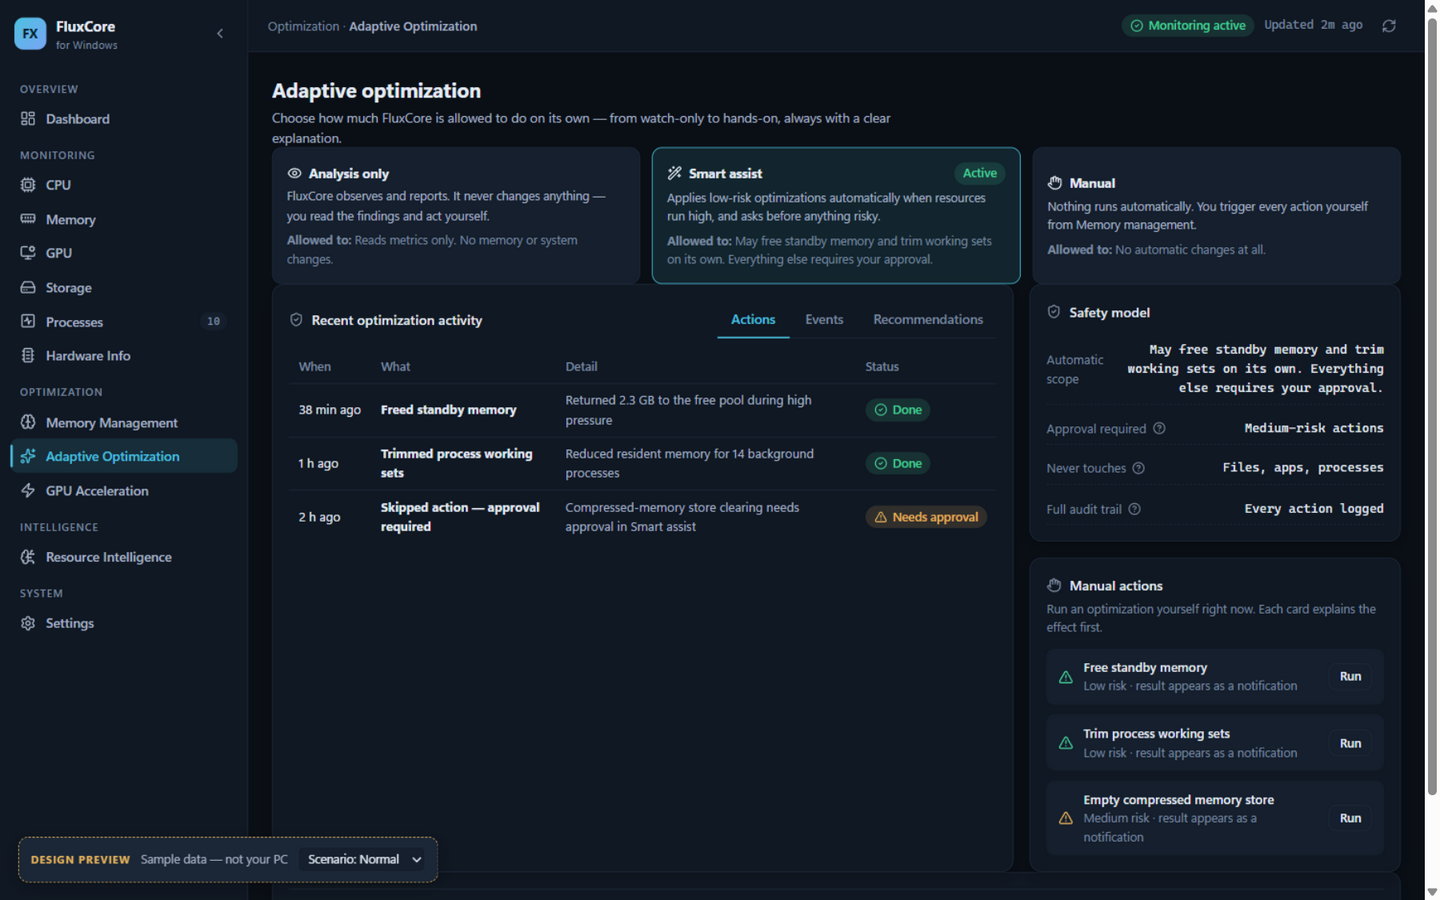 FX
FluxCore
for Windows
OVERVIEW
Dashboard
MONITORING
CPU
Memory
GPU
Storage
Processes 10
Hardware Info
OPTIMIZATION
Memory Management
Adaptive Optimization
GPU Acceleration
INTELLIGENCE
Resource Intelligence
SYSTEM
Settings
Optimization · Adaptive Optimization
Monitoring active
Updated 2m ago
Adaptive optimization
Choose how much FluxCore is allowed to do on its own — from watch-only to hands-on, always with a clear
explanation.
Analysis only
FluxCore observes and reports. It never changes anything —
you read the findings and act yourself.
Allowed to: Reads metrics only. No memory or system
changes.
Smart assist
Active
Applies low-risk optimizations automatically when resources
run high, and asks before anything risky.
Allowed to: May free standby memory and trim working sets
on its own. Everything else requires your approval.
Manual
Nothing runs automatically. You trigger every action yourself
from Memory management.
Allowed to: No automatic changes at all.
Recent optimization activity
Actions Events Recommendations
When What Detail Status
38 min ago
Freed standby memory
Returned 2.3 GB to the free pool during high
pressure
Done
1 h ago
Trimmed process working
sets
Reduced resident memory for 14 background
processes
Done
2 h ago
Skipped action — approval
required
Compressed-memory store clearing needs
approval in Smart assist
Needs approval
Safety model
Automatic
scope
May free standby memory and trim
working sets on its own. Everything
else requires your approval.
Approval required Medium-risk actions
Never touches Files, apps, processes
Full audit trail Every action logged
Manual actions
Run an optimization yourself right now. Each card explains the
effect first.
Free standby memory
Low risk · result appears as a notification
Run
Trim process working sets
Low risk · result appears as a notification
Run
Empty compressed memory store
Medium risk · result appears as a
notification
Run
DESIGN PREVIEW Sample data — not your PC Scenario: Normal